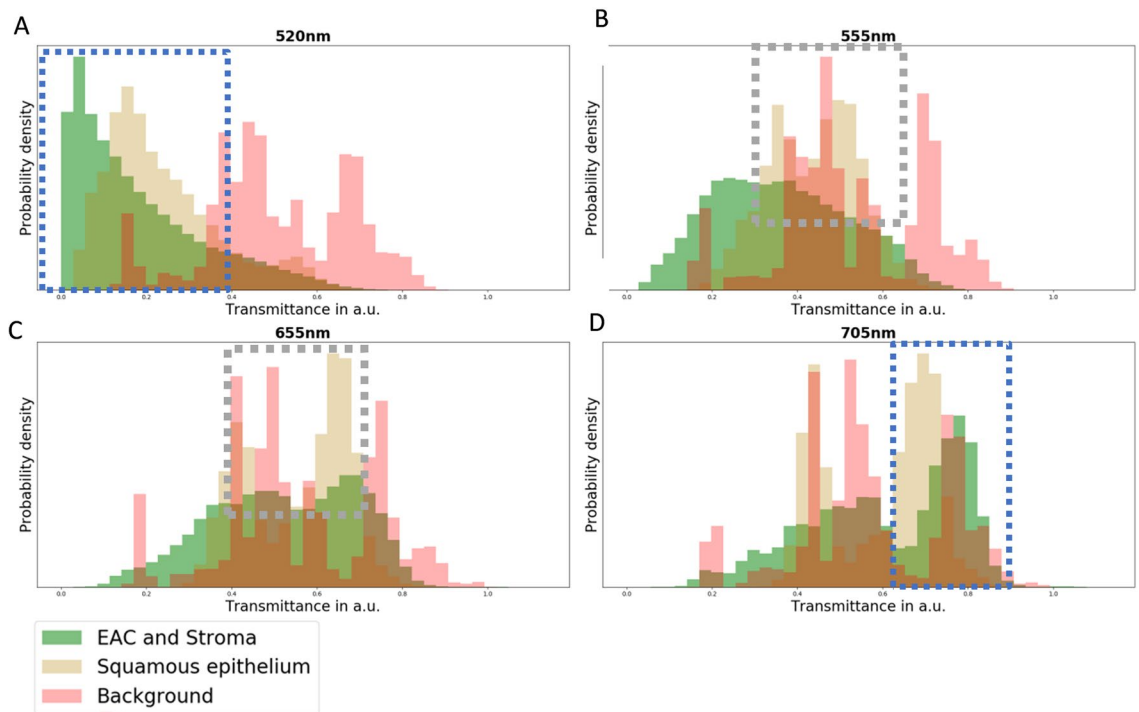 A
520nm
Probability density
0.0 0.2 0.4 0.6 0.8 1.0
Transmittance in a.u.
B
555nm
Probability density
0.0 0.2 0.4 0.6 0.8 1.0
Transmittance in a.u.
C
655nm
Probability density
0.0 0.2 0.4 0.6 0.8 1.0
Transmittance in a.u.
D
705nm
Probability density
0.0 0.2 0.4 0.6 0.8 1.0
Transmittance in a.u.
EAC and Stroma
Squamous epithelium
Background